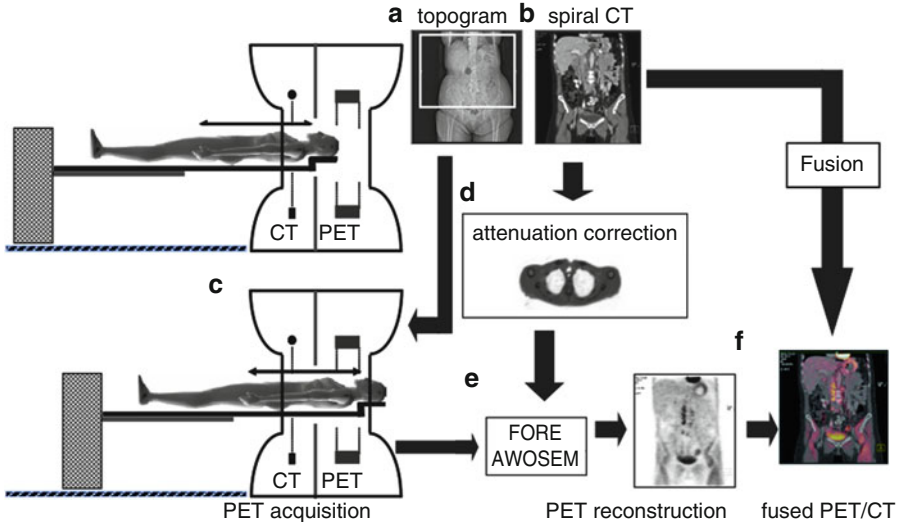 a topogram
b spiral CT
CT PET
d
attenuation correction
Fusion
c
CT PET
PET acquisition
e
FORE
AWOSEM
PET reconstruction
f
fused PET/CT